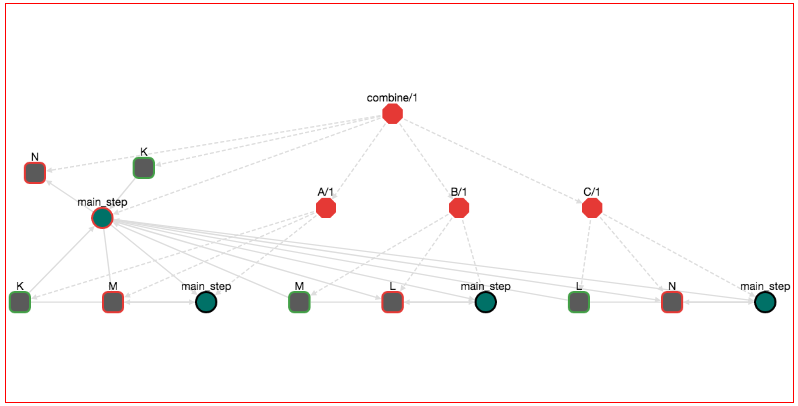 combine/1
N
K
main_step
A/1
B/1
C/1
K
M
main_step
M
L
main_step
L
N
main_step